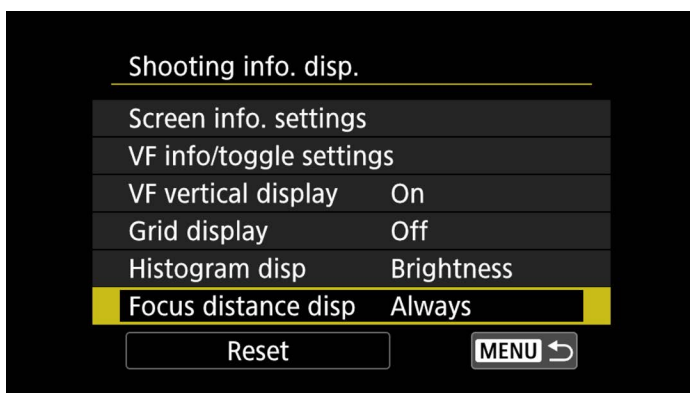 Shooting info. disp.
Screen info. settings
VF info/toggle settings
VF vertical display On
Grid display Off
Histogram disp Brightness
Focus distance disp Always
Reset MENU